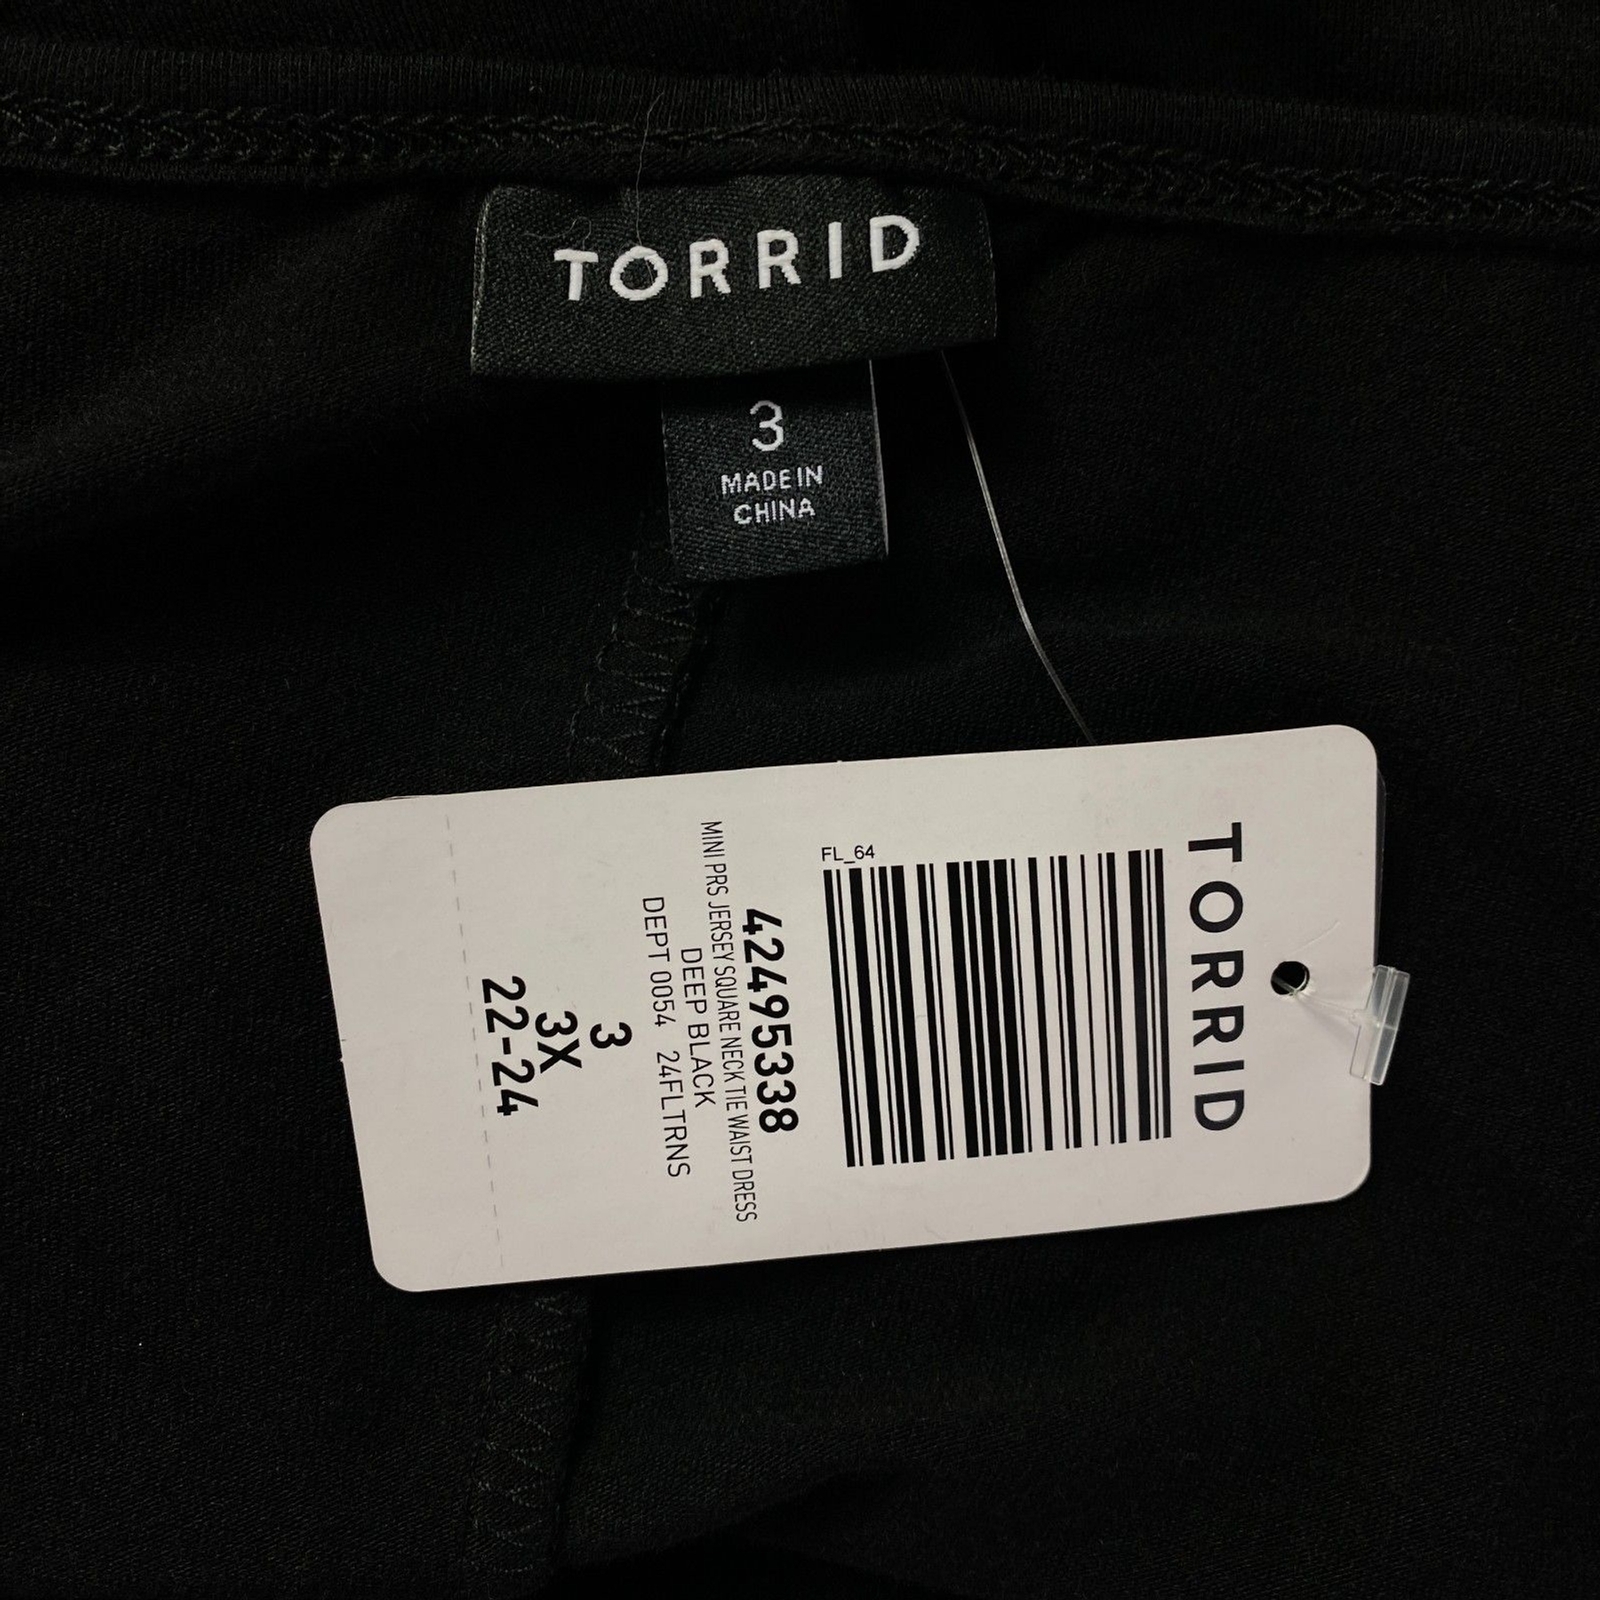 TORRID
3
MADE IN
CHINA
TORRID
FL_64
42495338
MINI PRS JERSEY SQUARE NECK TIE WAIST DRESS
DEEP BLACK
DEPT 0054 24FLTRNS
3
3X
22-24